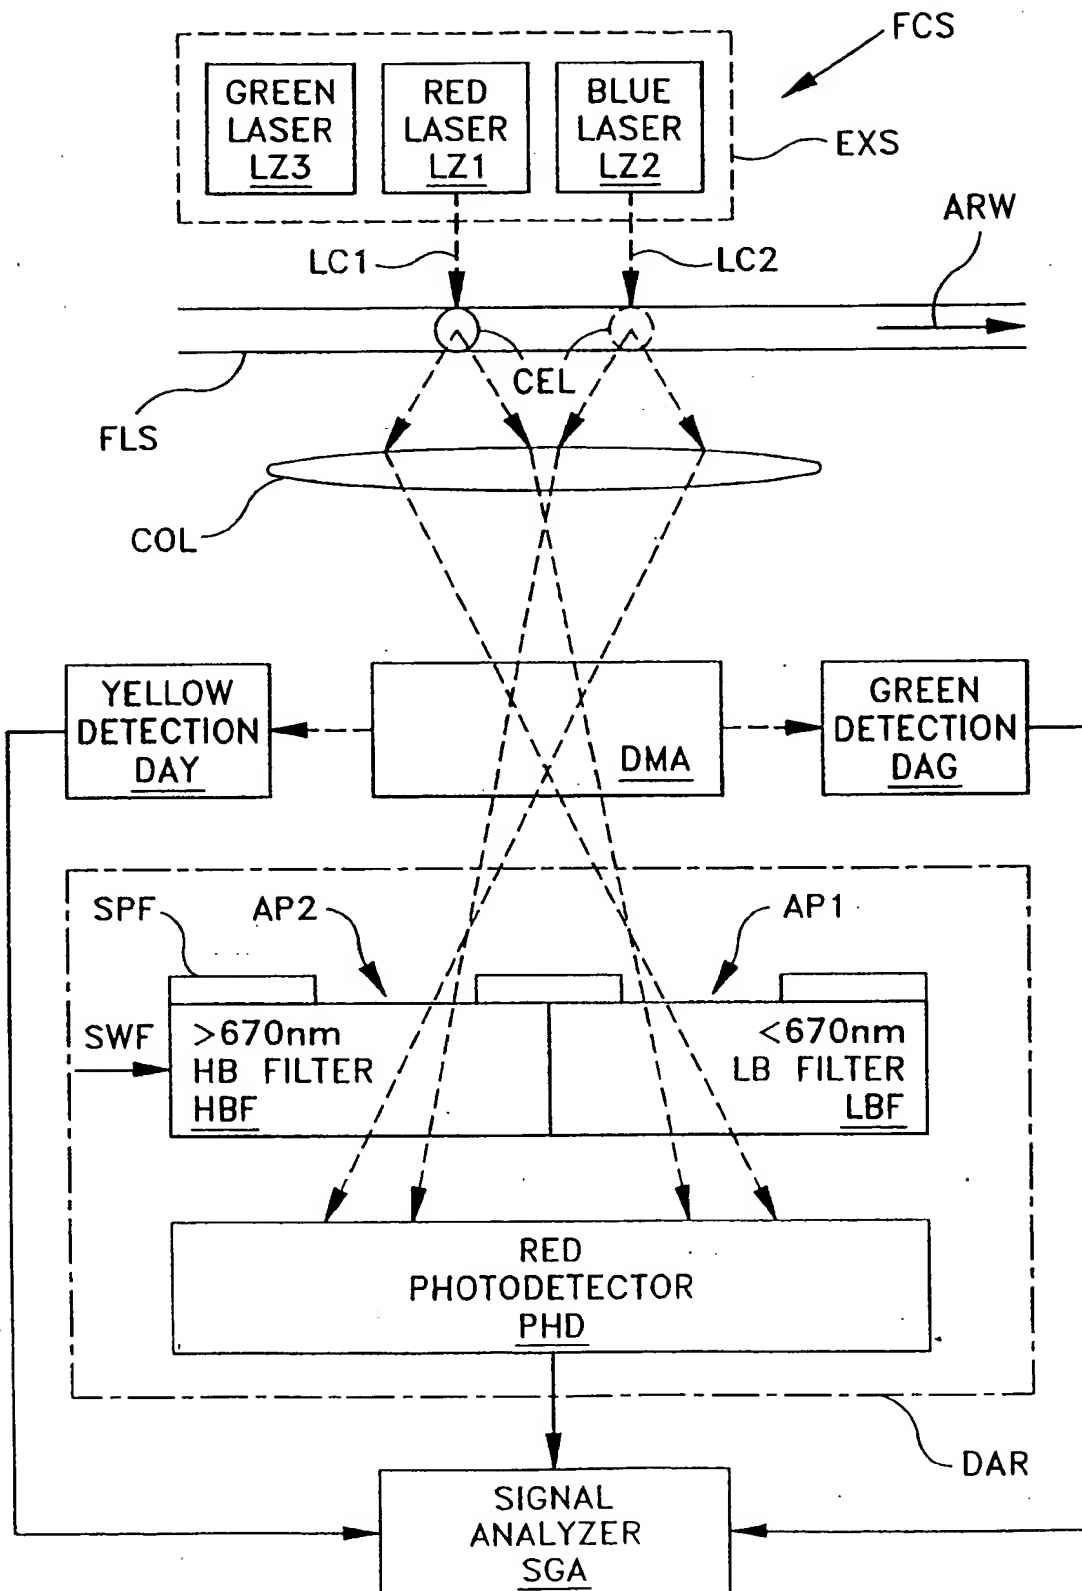 FCS
GREEN
LASER
LZ3
RED
LASER
LZ1
BLUE
LASER
LZ2
EXS
ARW
LC1
LC2
CEL
FLS
COL
YELLOW
DETECTION
DAY
DMA
GREEN
DETECTION
DAG
SPF
AP2
AP1
SWF
>670nm
HB FILTER
HBF
<670nm
LB FILTER
LBF
RED
PHOTODETECTOR
PHD
DAR
SIGNAL
ANALYZER
SGA